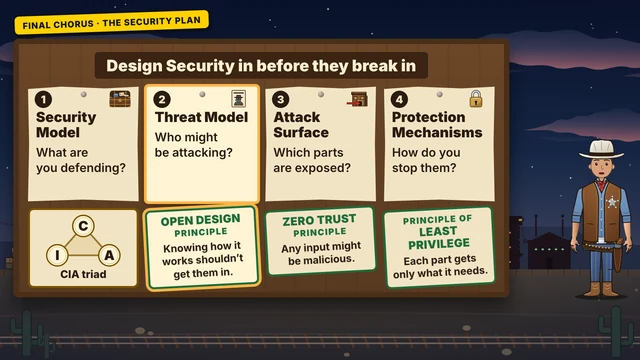 FINAL CHORUS · THE SECURITY PLAN
Design Security in before they break in
1
Security
Model
What are
you defending?
2
Threat Model
Who might
be attacking?
3
Attack
Surface
Which parts
are exposed?
4
Protection
Mechanisms
How do you
stop them?
C
I
A
CIA triad
OPEN DESIGN
PRINCIPLE
Knowing how it
works shouldn't
get them in.
ZERO TRUST
PRINCIPLE
Any input might
be malicious.
PRINCIPLE OF
LEAST
PRIVILEGE
Each part gets
only what it needs.